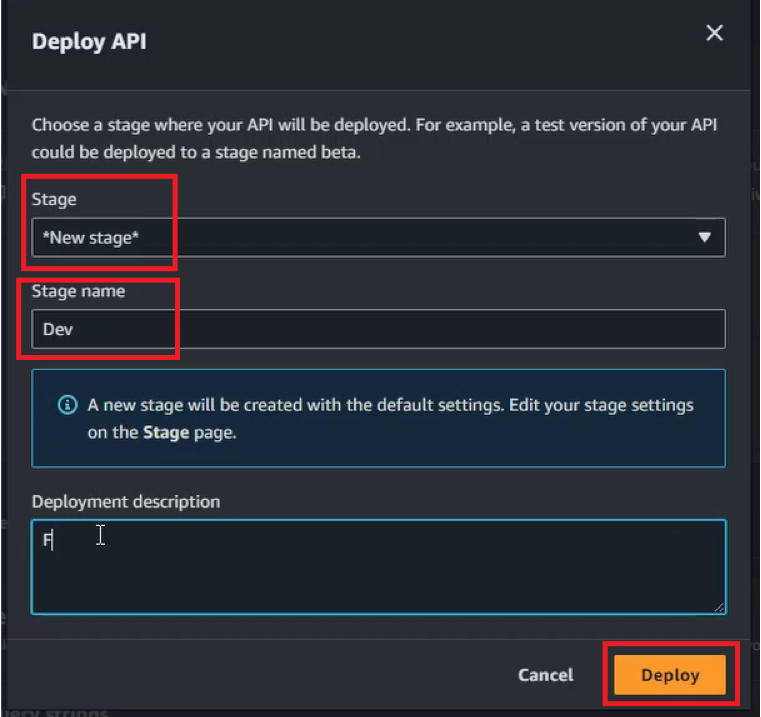 Deploy API
Choose a stage where your API will be deployed. For example, a test version of your API
could be deployed to a stage named beta.
Stage
*New stage*
Stage name
Dev
A new stage will be created with the default settings. Edit your stage settings
on the Stage page.
Deployment description
F
Cancel
Deploy